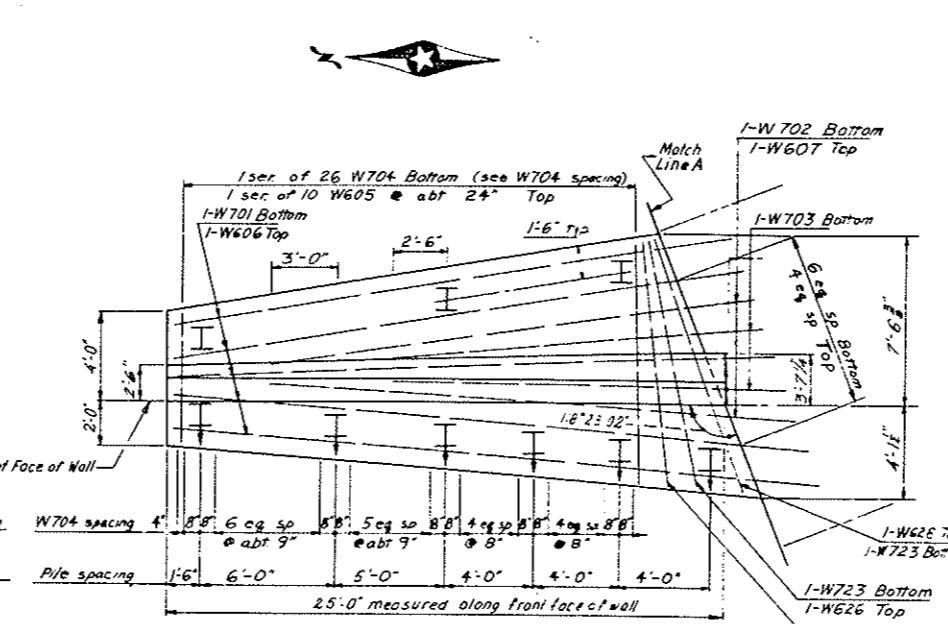 1-W702 Bottom
1-W607 Top
Match
Line A
1 ser. of 26 W704 Bottom (see W704 spacing)
1 ser. of 10 W605 @ abt 24" Top
1-W701 Bottom
1-W606 Top
1-W703 Bottom
1'-6" Typ
2'-6"
3'-0"
6 eq sp Bottom
4 eq sp Top
4'-0"
2'-6"
2'-0"
3'-7 1/4
4'-1"
of Face of Wall
W704 spacing 4" 8" 8" 6 eq sp @ abt 9" 8" 8" 5 eq sp @ abt 9" 8" 8" 4 eq sp @ 8" 8" 8" 4 eq sp @ 8" 8" 8"
1-W626
1-W723
Pile spacing 1'-6" 6'-0" 5'-0" 4'-0" 4'-0" 4'-0"
1-W723 Bottom
1-W626 Top
25'-0" measured along front face of wall